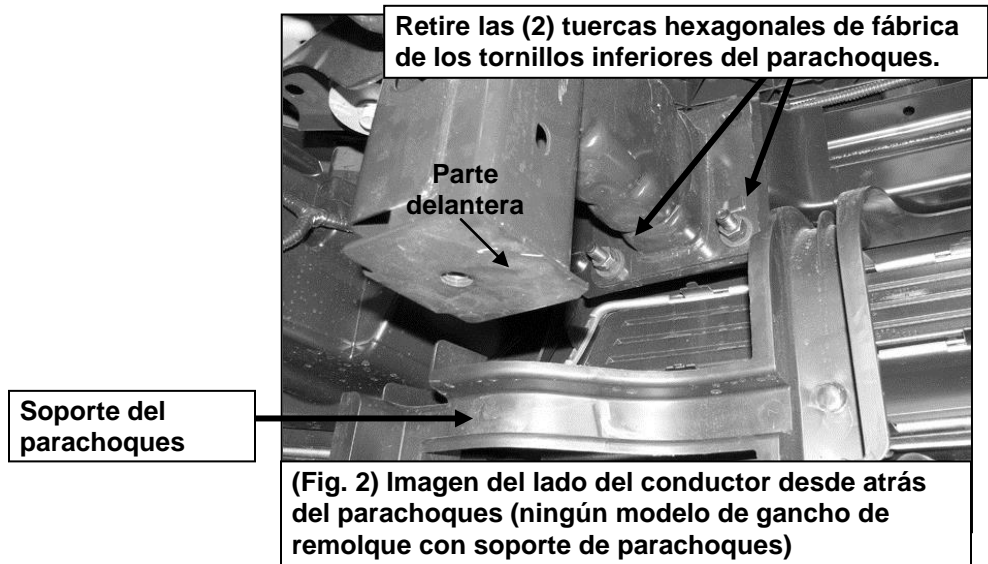 Retire las (2) tuercas hexagonales de fábrica
de los tornillos inferiores del parachoques.
Parte
delantera
Soporte del
parachoques
(Fig. 2) Imagen del lado del conductor desde atrás
del parachoques (ningún modelo de gancho de
remolque con soporte de parachoques)